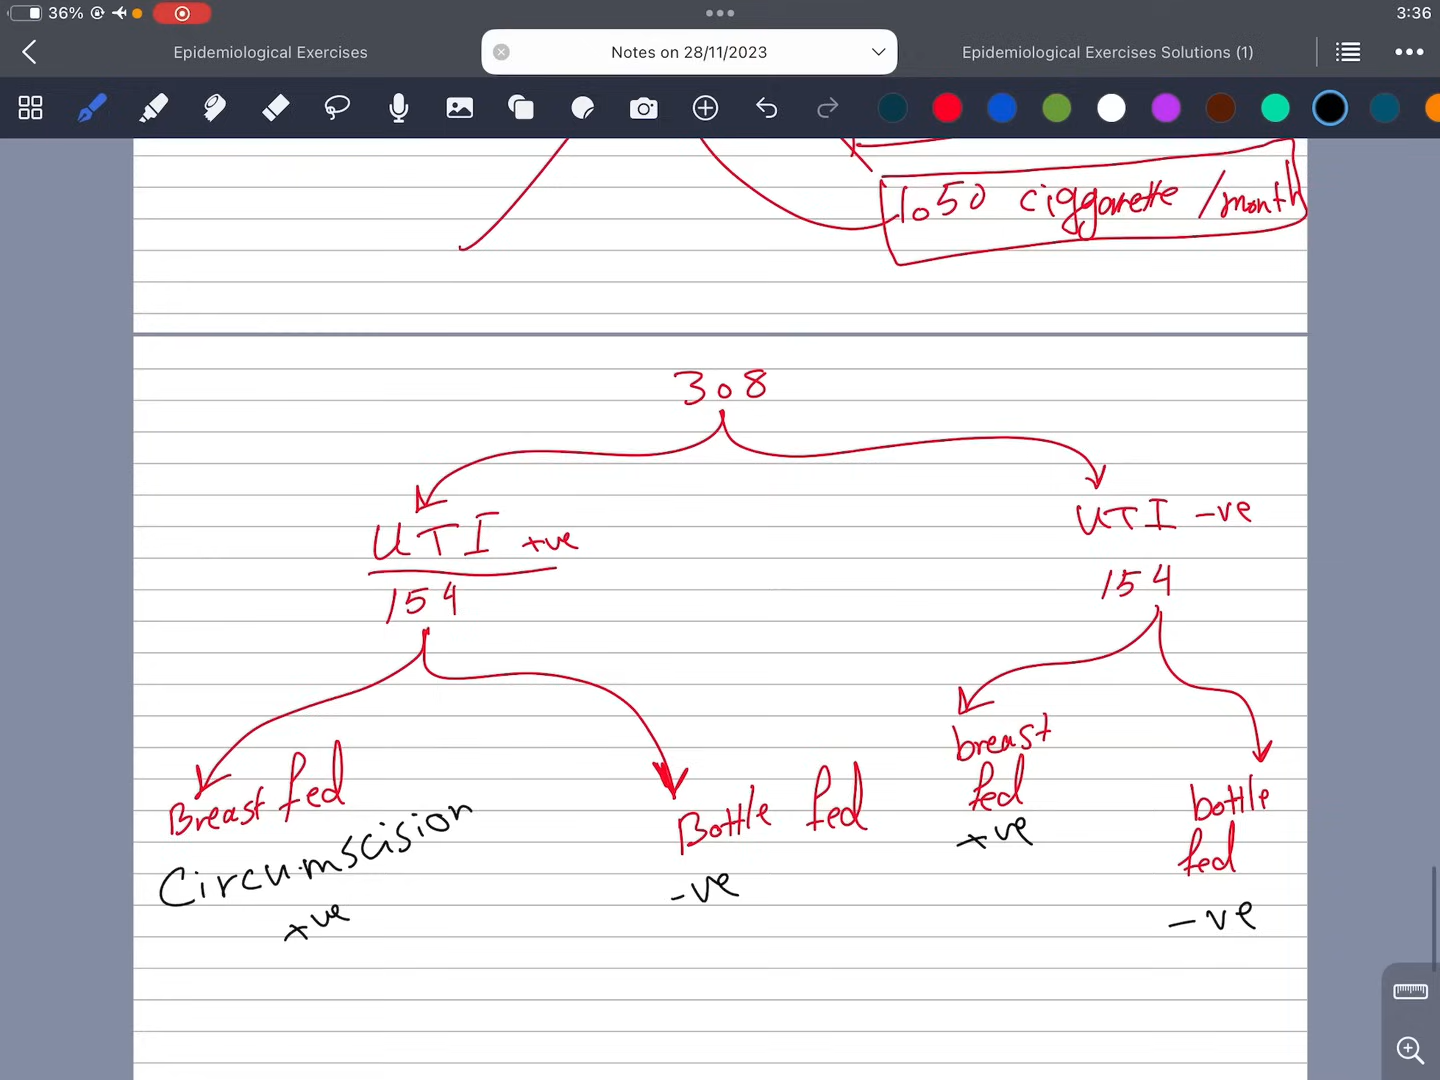 36%
3:36
Epidemiological Exercises
Notes on 28/11/2023
Epidemiological Exercises Solutions (1)
1050 ciggarette /month
308
UTI +ve
154
UTI -ve
154
Breast fed
Circumscision
+ve
Bottle fed
-ve
breast
fed
+ve
bottle
fed
-ve